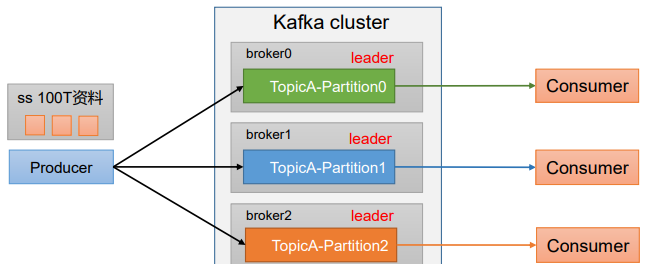 Kafka cluster
broker0
leader
TopicA-Partition0
Consumer
ss 100T资料
Producer
broker1
leader
TopicA-Partition1
Consumer
broker2
leader
TopicA-Partition2
Consumer